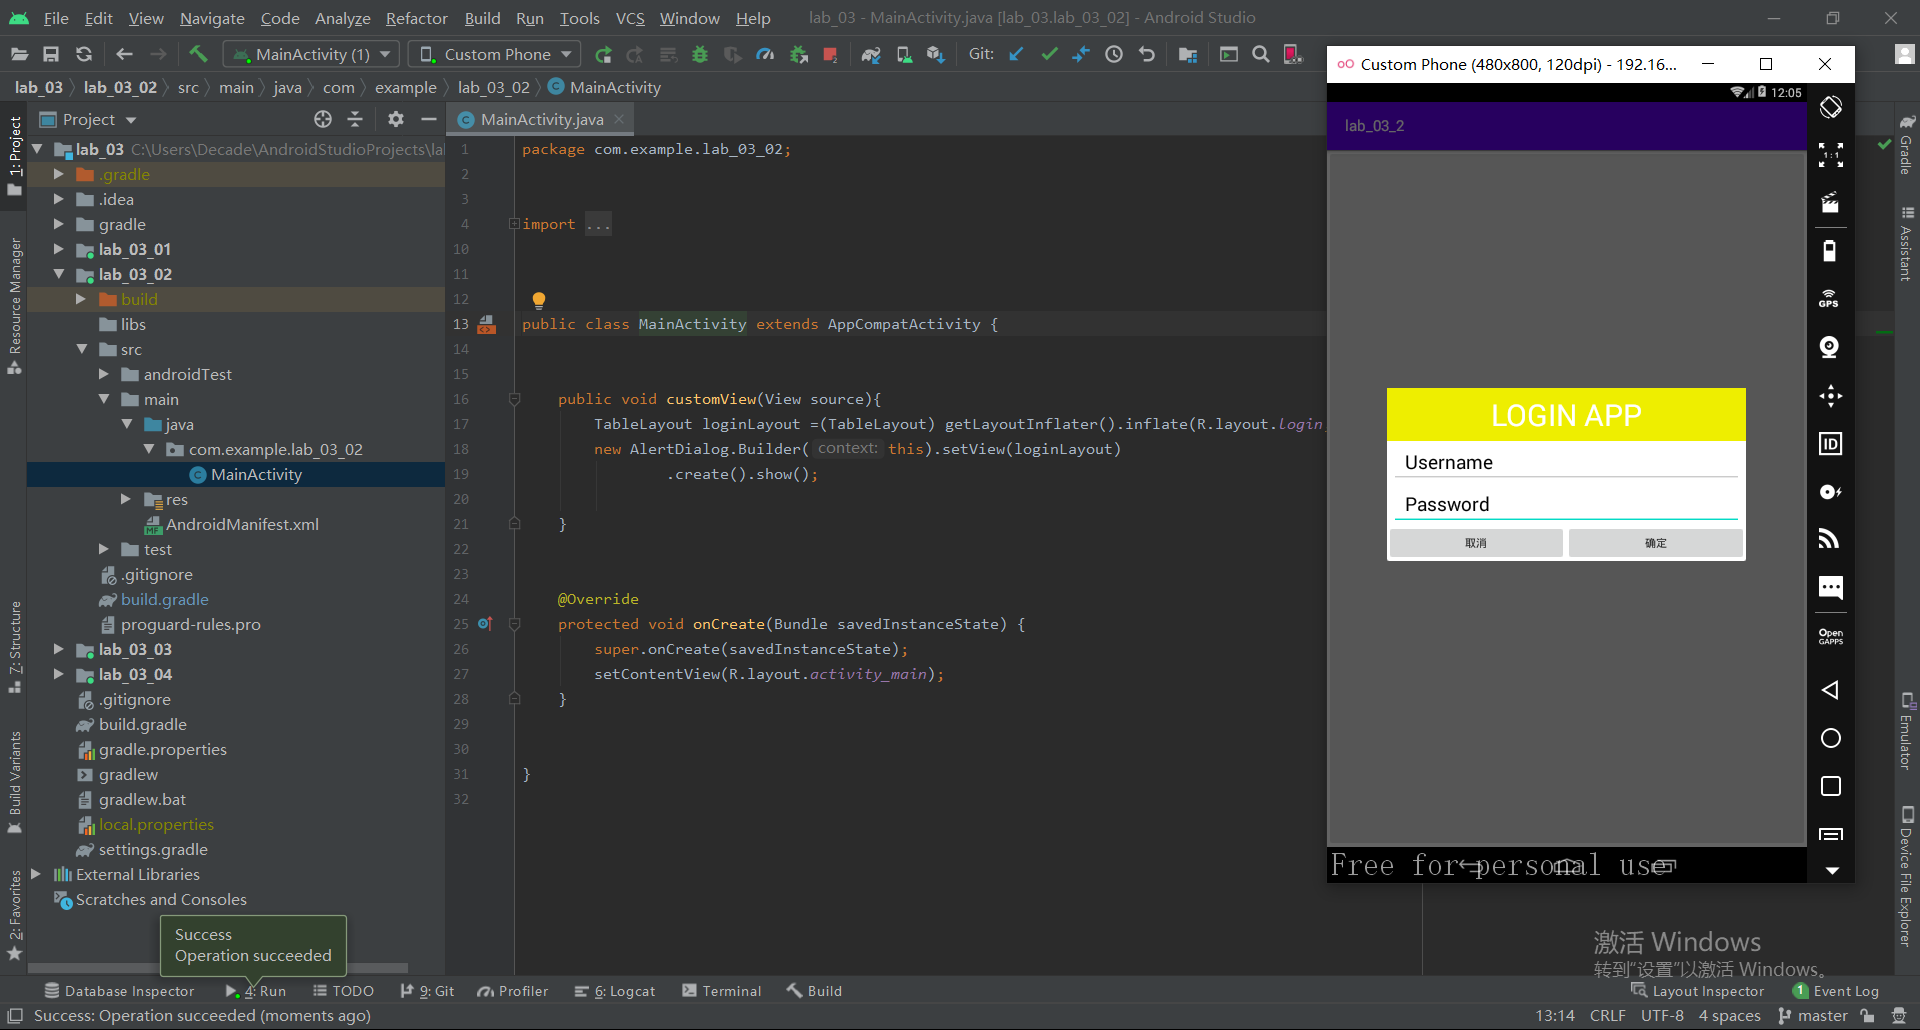 File Edit View Navigate Code Analyze Refactor Build Run Tools VCS Window Help lab_03 - MainActivity.java [lab_03.lab_03_02] - Android Studio
MainActivity (1) Custom Phone Git:
lab_03 lab_03_02 src main java com example lab_03_02 MainActivity
Project
MainActivity.java
lab_03 C:\Users\Decade\AndroidStudioProjects\la
.gradle
.idea
gradle
lab_03_01
lab_03_02
build
libs
src
androidTest
main
java
com.example.lab_03_02
MainActivity
res
AndroidManifest.xml
test
.gitignore
build.gradle
proguard-rules.pro
lab_03_03
lab_03_04
.gitignore
build.gradle
gradle.properties
gradlew
gradlew.bat
local.properties
settings.gradle
External Libraries
Scratches and Consoles
1: Project
Resource Manager
Z: Structure
Build Variants
2: Favorites
1 package com.example.lab_03_02;
2
3
4 import ...
10
11
12
13 public class MainActivity extends AppCompatActivity {
14
15
16 public void customView(View source){
17 TableLayout loginLayout =(TableLayout) getLayoutInflater().inflate(R.layout.login
18 new AlertDialog.Builder( context: this).setView(loginLayout)
19 .create().show();
20
21 }
22
23
24 @Override
25 protected void onCreate(Bundle savedInstanceState) {
26 super.onCreate(savedInstanceState);
27 setContentView(R.layout.activity_main);
28 }
29
30
31 }
32
Custom Phone (480x800, 120dpi) - 192.16...
12:05
lab_03_2
LOGIN APP
Username
Password
取消 确定
Free for personal use
1:1
GPS
ID
Open
GAPPS
Gradle
Assistant
Emulator
Device File Explorer
激活 Windows
转到“设置”以激活 Windows。
Success
Operation succeeded
Database Inspector 4: Run TODO 9: Git Profiler 6: Logcat Terminal Build Layout Inspector 1 Event Log
Success: Operation succeeded (moments ago) 13:14 CRLF UTF-8 4 spaces master